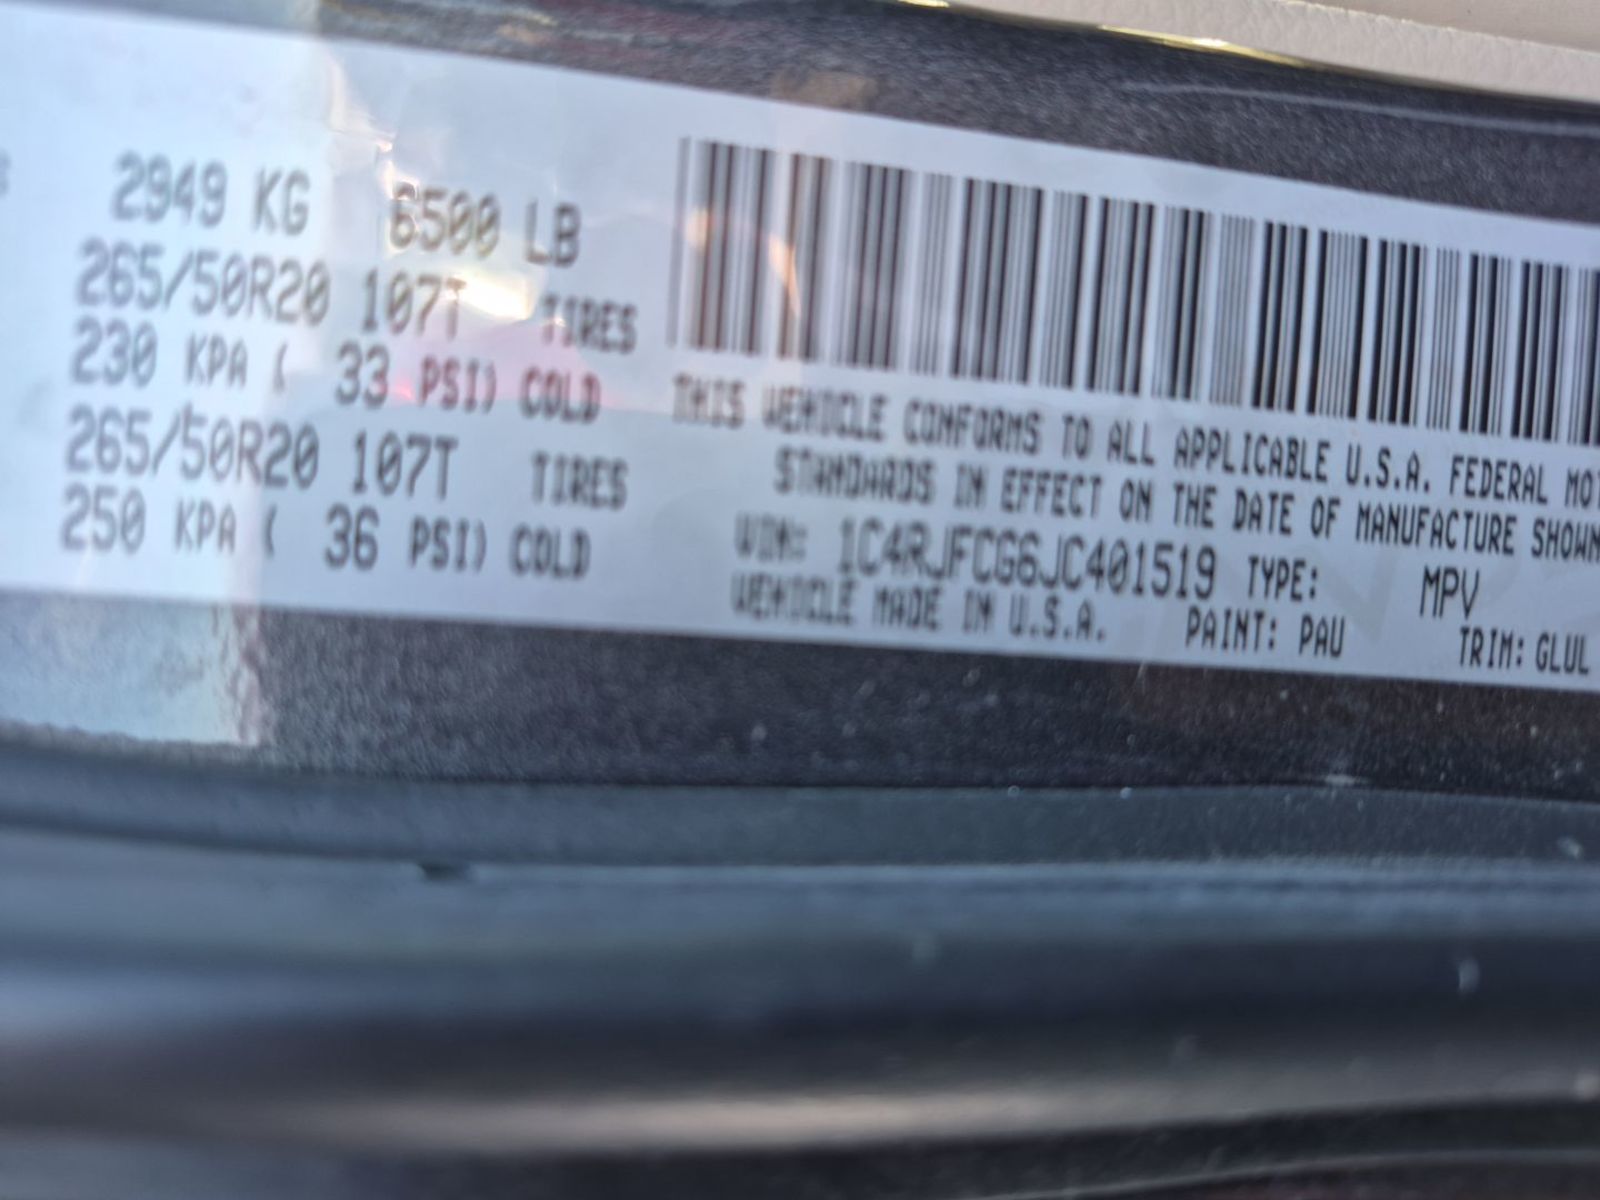 2949 KG 6500 LB
265/50R20 107T TIRES
230 KPA ( 33 PSI) COLD
265/50R20 107T TIRES
250 KPA ( 36 PSI) COLD
THIS VEHICLE CONFORMS TO ALL APPLICABLE U.S.A. FEDERAL MOT
STANDARDS IN EFFECT ON THE DATE OF MANUFACTURE SHOWN
VIN: 1C4RJFCG6JC401519 TYPE: MPV
VEHICLE MADE IN U.S.A. PAINT: PAU TRIM: GLUL